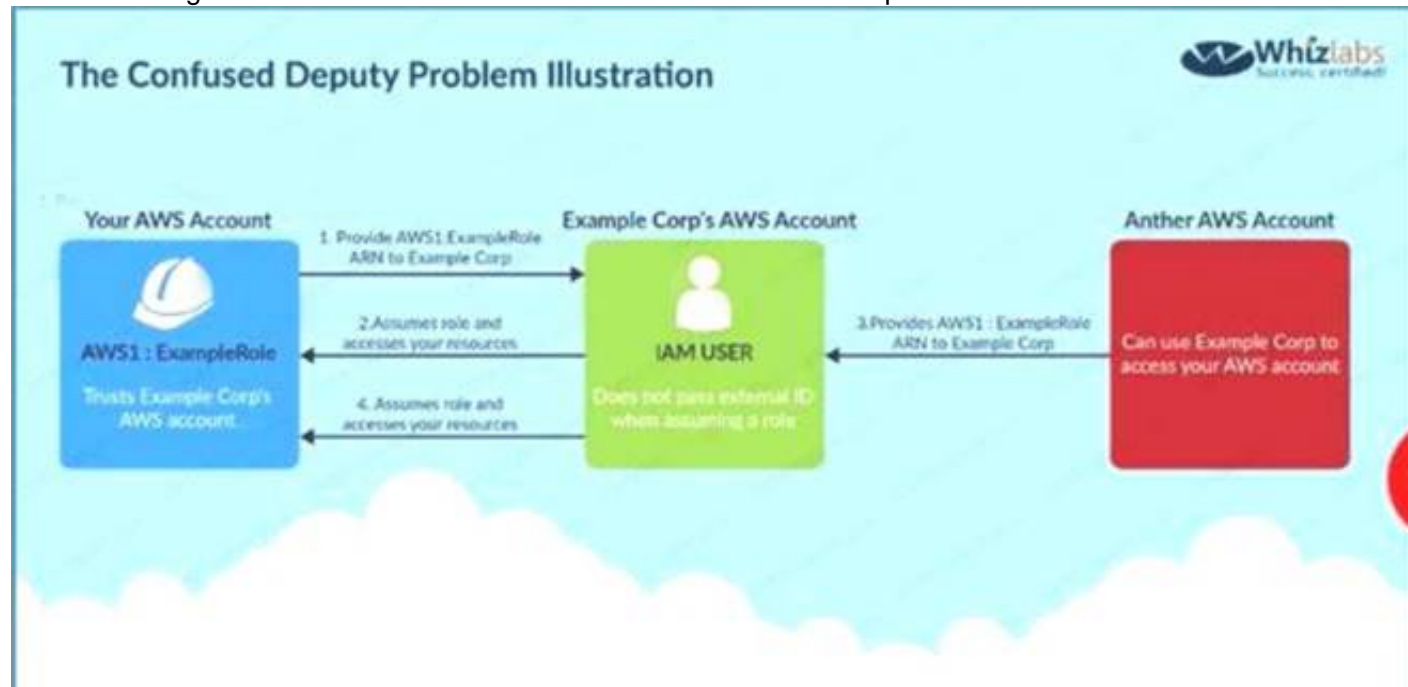 The Confused Deputy Problem Illustration
Whizlabs
Success, certified!
Your AWS Account
Example Corp's AWS Account
Anther AWS Account
1. Provide AWS1:ExampleRole
ARN to Example Corp
2.Assumes role and
accesses your resources
4. Assumes role and
accesses your resources
3.Provides AWS1 : ExampleRole
ARN to Example Corp
AWS1 : ExampleRole
Trusts Example Corp's
AWS account
IAM USER
Does not pass external ID
when assuming a role
Can use Example Corp to
access your AWS account